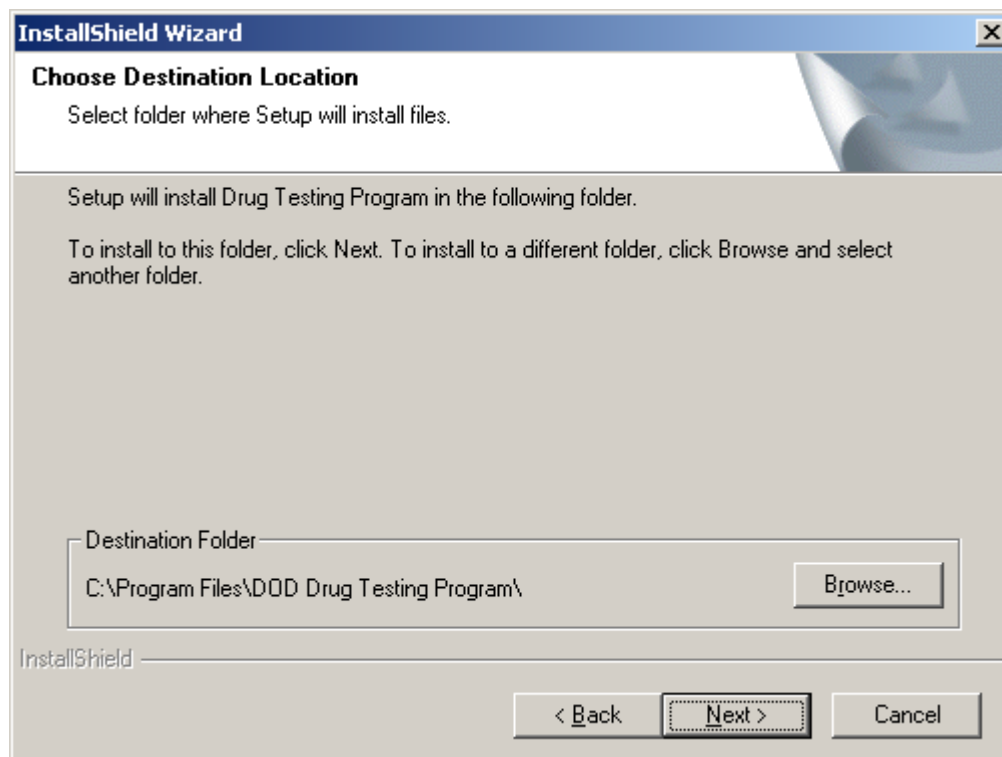 InstallShield Wizard
Choose Destination Location
Select folder where Setup will install files.
Setup will install Drug Testing Program in the following folder.
To install to this folder, click Next. To install to a different folder, click Browse and select
another folder.
Destination Folder
C:\Program Files\DOD Drug Testing Program\
Browse...
InstallShield
< Back
Next >
Cancel